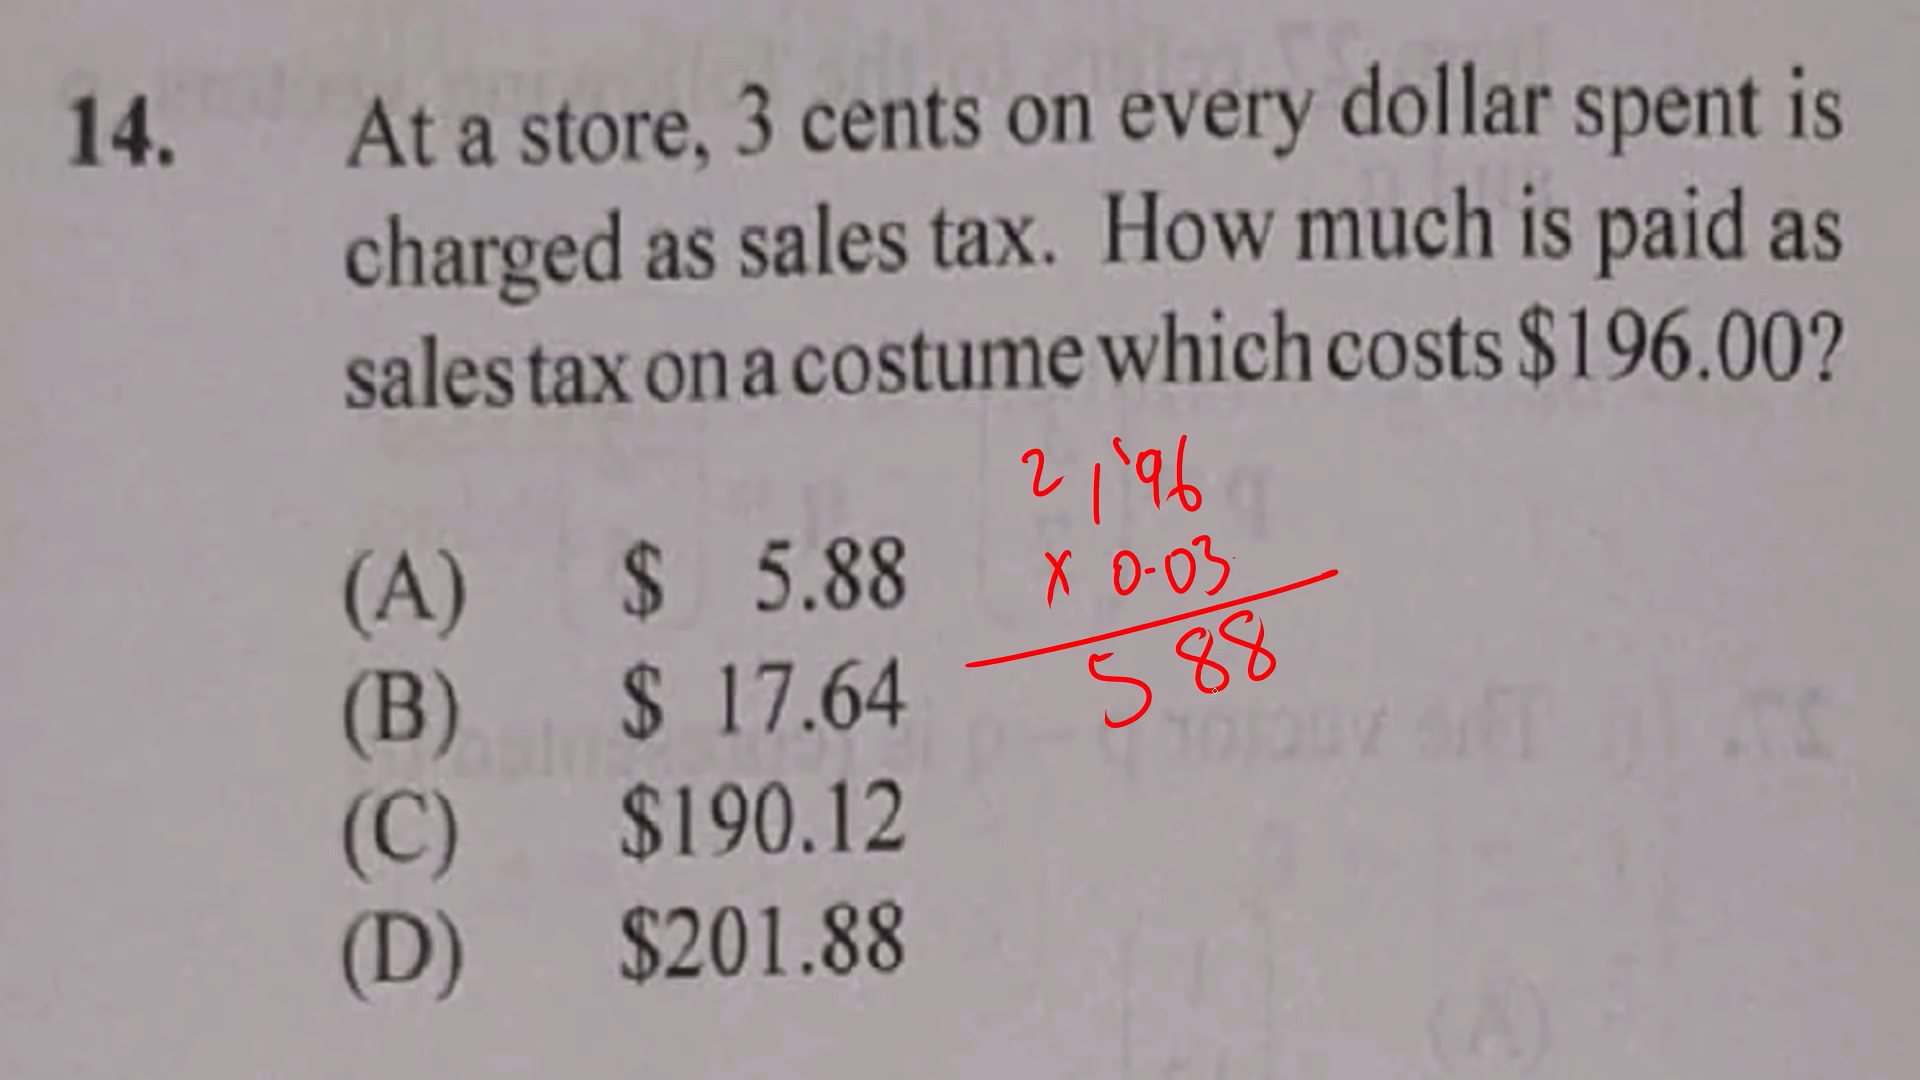 14. At a store, 3 cents on every dollar spent is
charged as sales tax. How much is paid as
sales tax on a costume which costs $196.00?
2 1 1 96
x 0.03
588
(A) $ 5.88
(B) $ 17.64
(C) $190.12
(D) $201.88